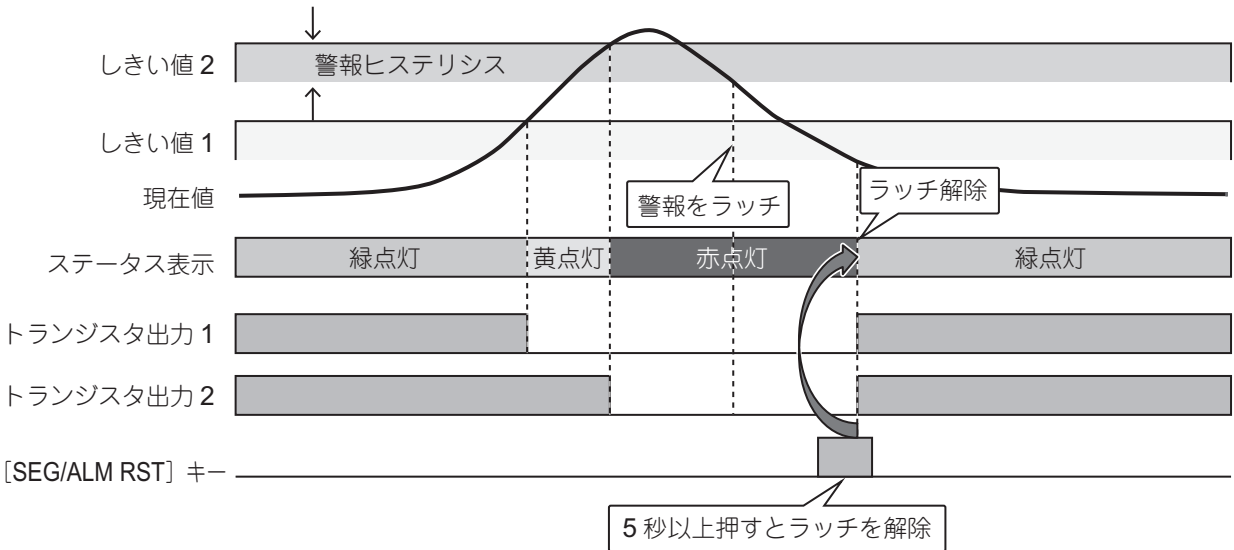 しきい値 2
警報ヒステリシス
しきい値 1
現在値
警報をラッチ
ラッチ解除
ステータス表示
緑点灯
黄点灯
赤点灯
緑点灯
トランジスタ出力 1
トランジスタ出力 2
[SEG/ALM RST] キー
5 秒以上押すとラッチを解除